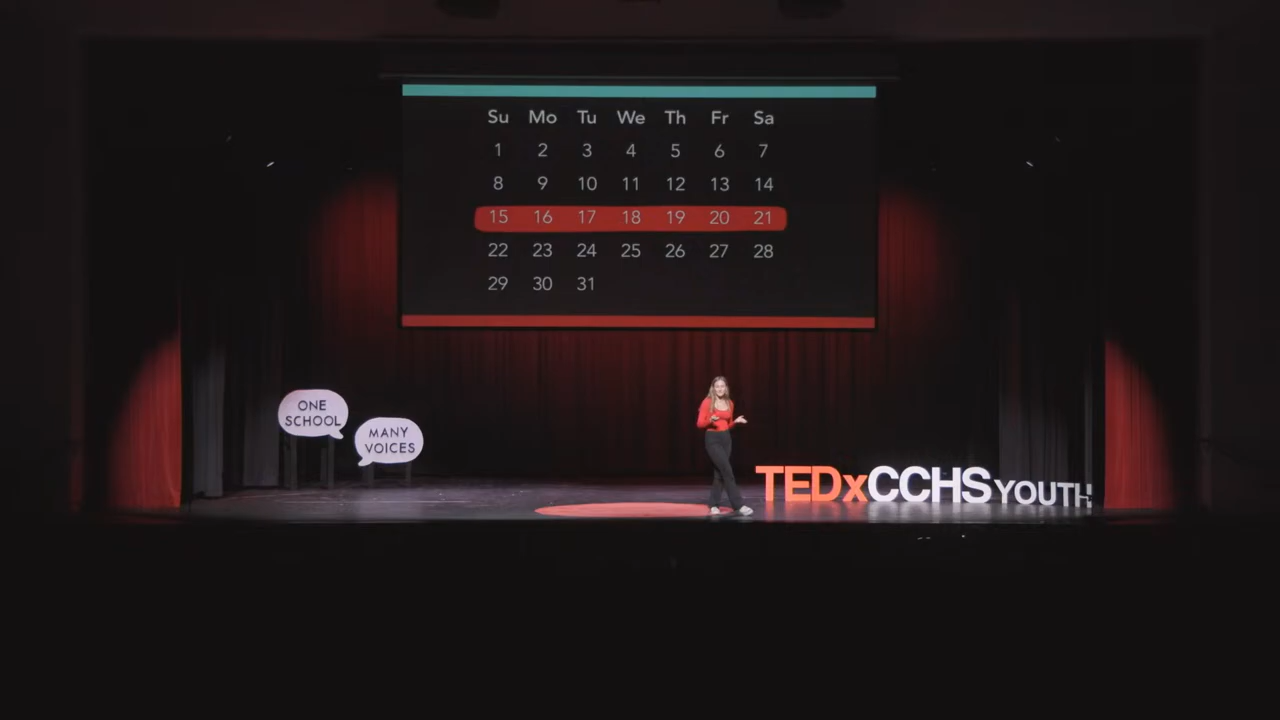 Su Mo Tu We Th Fr Sa
1 2 3 4 5 6 7
8 9 10 11 12 13 14
15 16 17 18 19 20 21
22 23 24 25 26 27 28
29 30 31
ONE
SCHOOL
MANY
VOICES
TEDxCCHSYOUTH